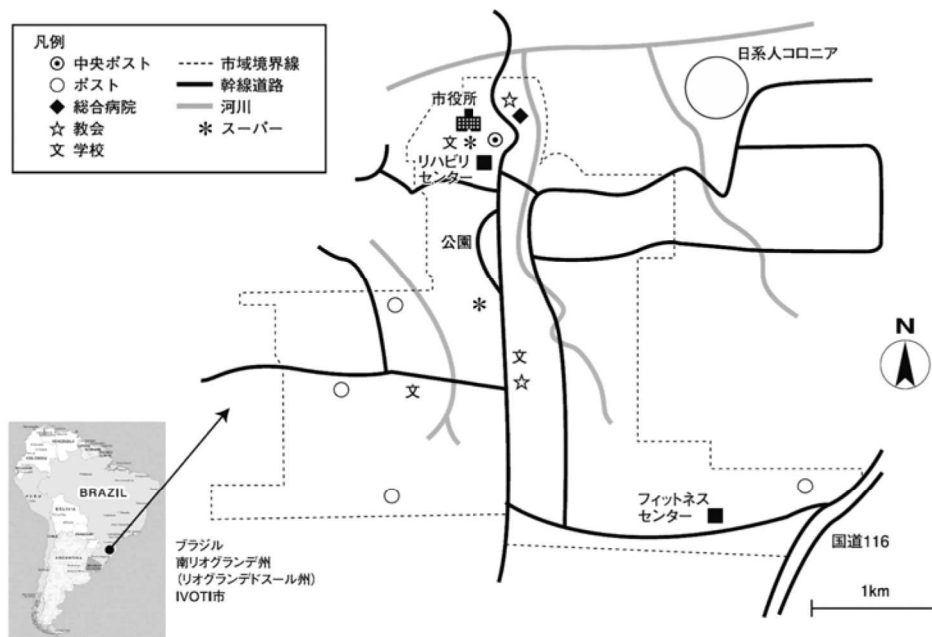 凡例
中央ポスト
ポスト
総合病院
教会
文 学校
市域境界線
幹線道路
河川
スーパー
日系人コロニア
市役所
文
リハビリ
センター
公園
文
文
N
フィットネス
センター
国道116
1km
BRAZIL
BOLIVIA
ARGENTINA
ブラジル
南リオグランデ州
(リオグランデドスール州)
IVOTI市